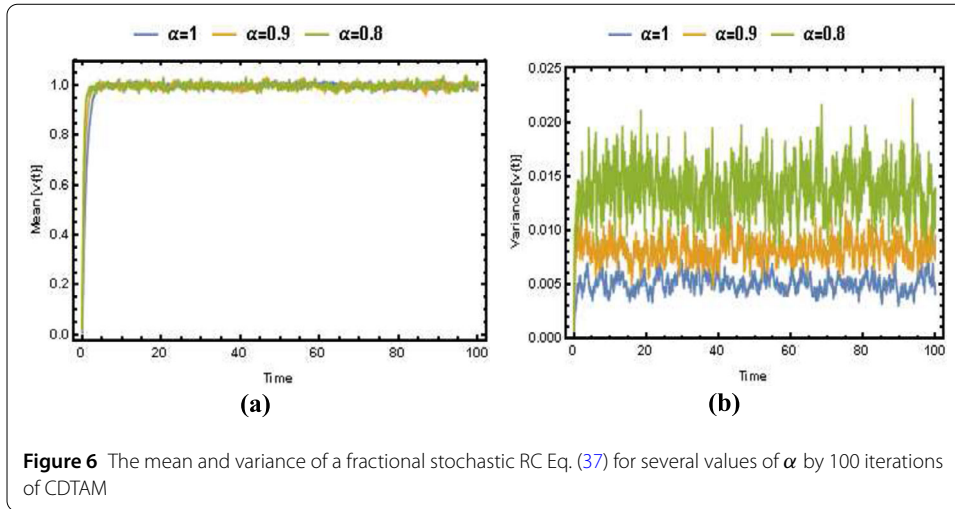 α=1 α=0.9 α=0.8
1.0
0.8
0.6
0.4
0.2
0.0
Mean [v(t)]
0 20 40 60 80 100
Time
(a)
α=1 α=0.9 α=0.8
0.025
0.020
0.015
0.010
0.005
0.000
Variance[v(t)]
0 20 40 60 80 100
Time
(b)
Figure 6 The mean and variance of a fractional stochastic RC Eq. (37) for several values of α by 100 iterations
of CDTAM